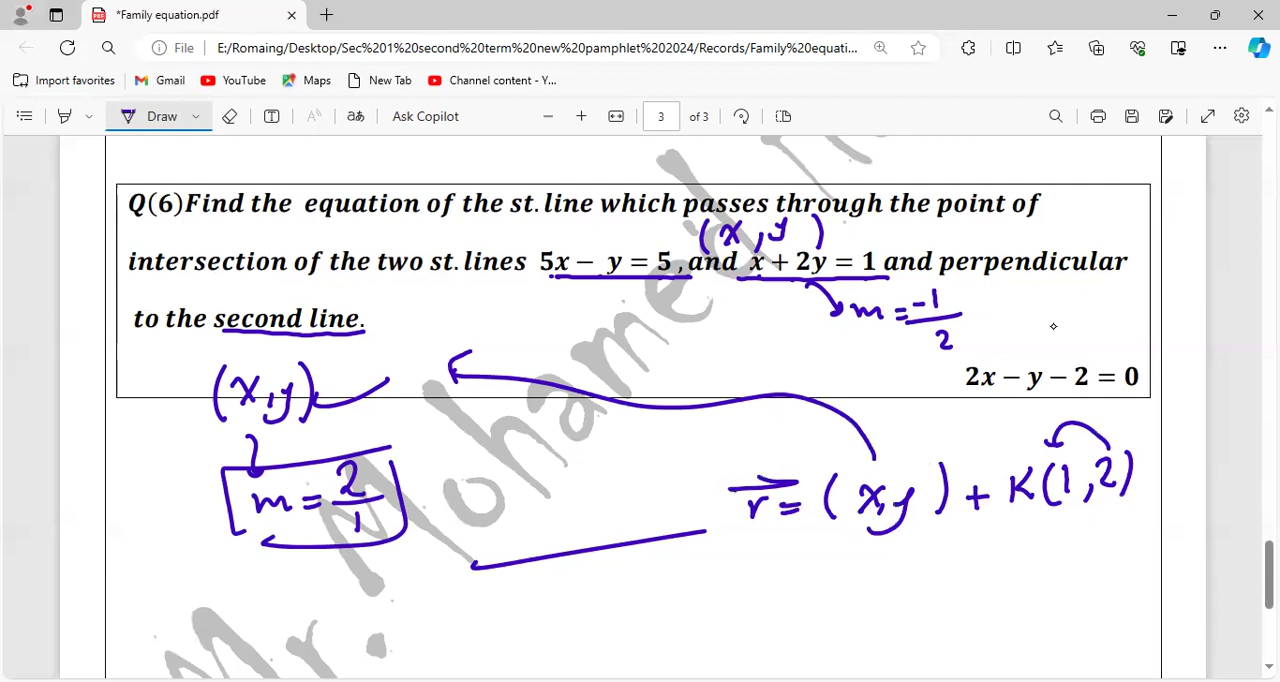 *Family equation.pdf
File E:/Romaing/Desktop/Sec%201%20second%20term%20new%20pamphlet%202024/Records/Family%20equati...
Import favorites Gmail YouTube Maps New Tab Channel content - Y...
Draw Ask Copilot 3 of 3
Q(6)Find the equation of the st. line which passes through the point of
(x, y)
intersection of the two st. lines 5x − y = 5 , and x + 2y = 1 and perpendicular
m = -1/2
to the second line.
2x − y − 2 = 0
(x,y)
m = 2/1
r = (x,y) + K(1,2)
Mr. Mohamed